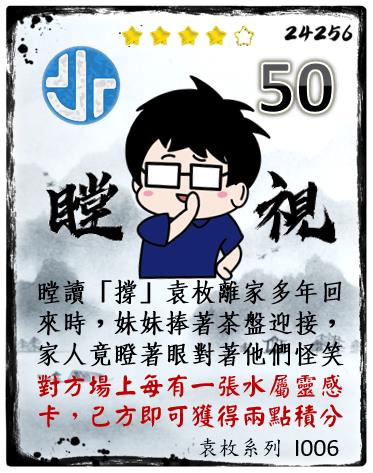 24256
50
瞠 視
瞠讀「撐」袁枚離家多年回
來時，妹妹捧著茶盤迎接，
家人竟瞪著眼對著他們怪笑
對方場上每有一張水屬靈感
卡，己方即可獲得兩點積分
袁枚系列 I006